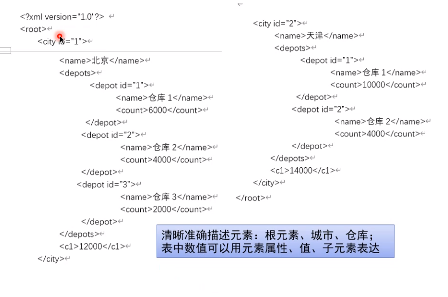 <?xml version="1.0"?>
<root>
<city id="1">
<name>北京</name>
<depots>
<depot id="1">
<name>仓库 1</name>
<count>6000</count>
</depot>
<depot id="2">
<name>仓库 2</name>
<count>4000</count>
</depot>
<depot id="3">
<name>仓库 3</name>
<count>2000</count>
</depot>
</depots>
<c1>12000</c1>
</city>
<city id="2">
<name>天津</name>
<depots>
<depot id="1">
<name>仓库 1</name>
<count>10000</count>
</depot>
<depot id="2">
<name>仓库 2</name>
<count>4000</count>
</depot>
</depots>
<c1>14000</c1>
</city>
</root>
清晰准确描述元素：根元素、城市、仓库；
表中数值可以用元素属性、值、子元素表达